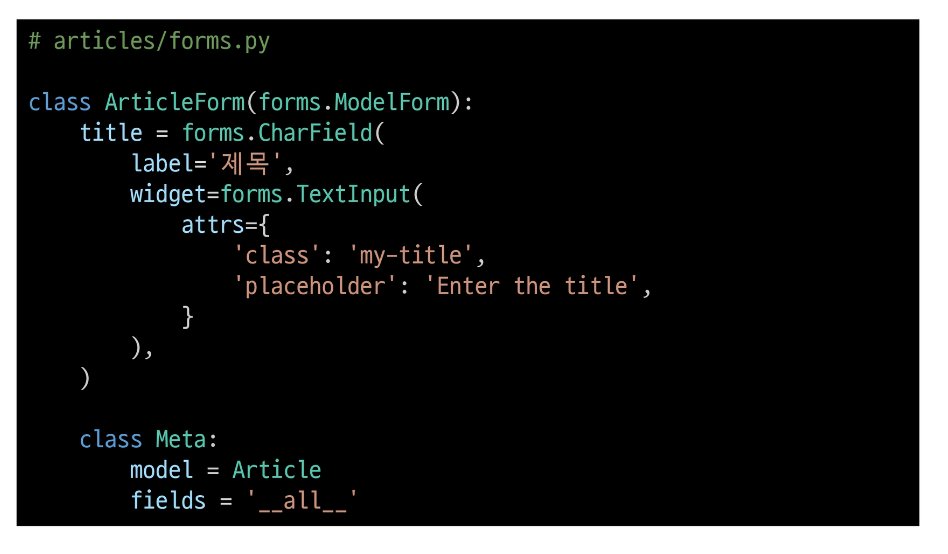 # articles/forms.py

class ArticleForm(forms.ModelForm):
    title = forms.CharField(
        label='제목',
        widget=forms.TextInput(
            attrs={
                'class': 'my-title',
                'placeholder': 'Enter the title',
            }
        ),
    )

    class Meta:
        model = Article
        fields = '__all__'